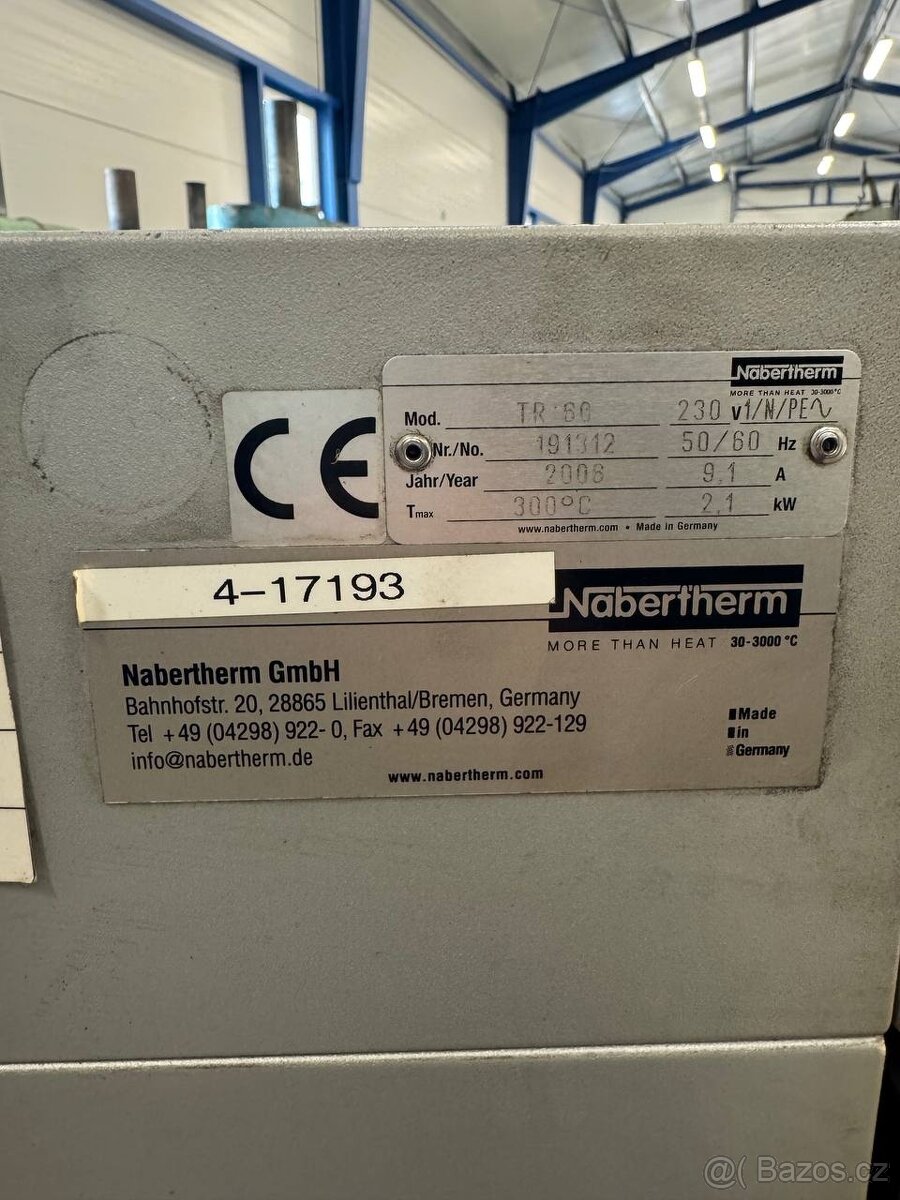 Nabertherm
MORE THAN HEAT 30-3000 °C
Mod. TR 60 230 V 1/N/PE∿
Nr./No. 191312 50/60 Hz
Jahr/Year 2008 9,1 A
Tmax 300°C 2,1 kW
www.nabertherm.com • Made in Germany
CE
4-17193
Nabertherm
MORE THAN HEAT 30-3000 °C
Nabertherm GmbH
Bahnhofstr. 20, 28865 Lilienthal/Bremen, Germany
Tel +49 (04298) 922- 0, Fax +49 (04298) 922-129
info@nabertherm.de
Made
in
Germany
www.nabertherm.com
@( Bazos.cz